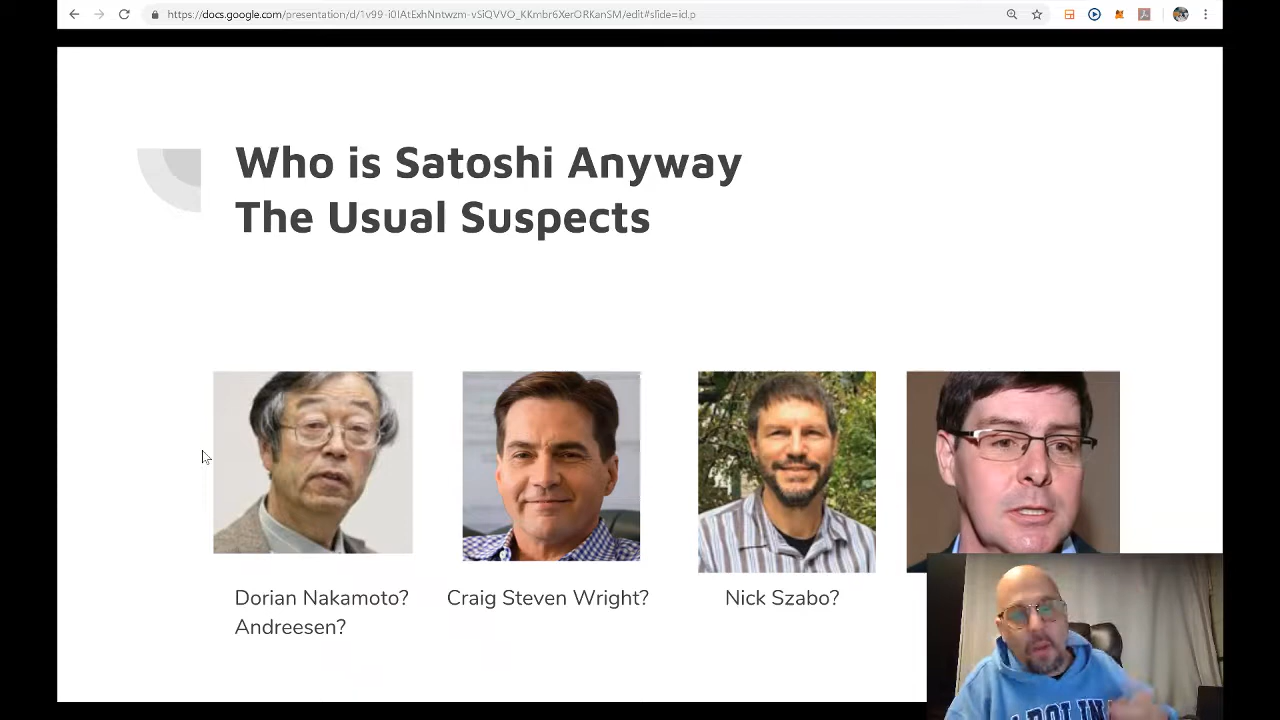 https://docs.google.com/presentation/d/1v99-i0IAtExhNntwzm-vSiQVVO_KKmbr6XerORKanSM/edit#slide=id.p
Who is Satoshi Anyway
The Usual Suspects
Dorian Nakamoto? Craig Steven Wright? Nick Szabo?
Andreesen?